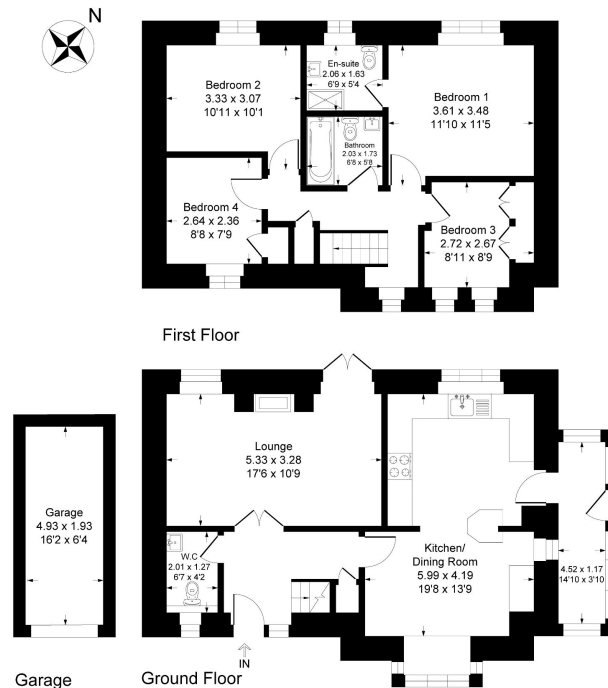 N
Bedroom 2
3.33 x 3.07
10'11 x 10'1
En-suite
2.06 x 1.63
6'9 x 5'4
Bedroom 1
3.61 x 3.48
11'10 x 11'5
Bathroom
2.03 x 1.73
6'8 x 5'8
Bedroom 4
2.64 x 2.36
8'8 x 7'9
Bedroom 3
2.72 x 2.67
8'11 x 8'9
First Floor
Lounge
5.33 x 3.28
17'6 x 10'9
Garage
4.93 x 1.93
16'2 x 6'4
W.C
2.01 x 1.27
6'7 x 4'2
Kitchen/
Dining Room
5.99 x 4.19
19'8 x 13'9
4.52 x 1.17
14'10 x 3'10
IN
Garage
Ground Floor